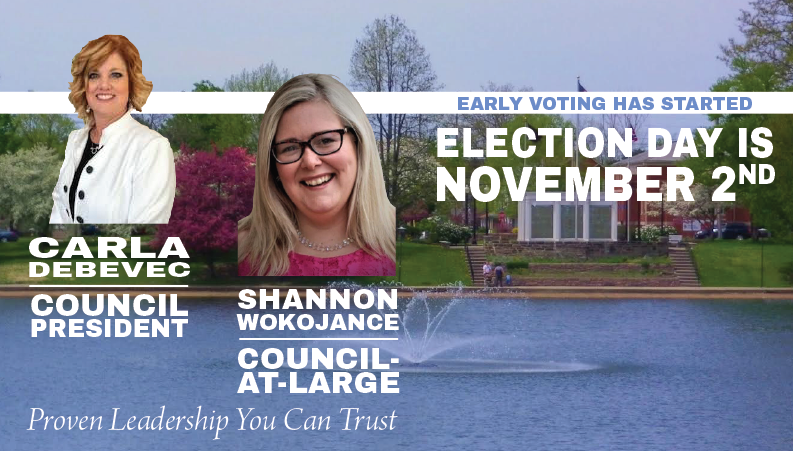 EARLY VOTING HAS STARTED
ELECTION DAY IS
NOVEMBER 2ND
CARLA
DEBEVEC
COUNCIL
PRESIDENT
SHANNON
WOKOJANCE
COUNCIL-
AT-LARGE
Proven Leadership You Can Trust